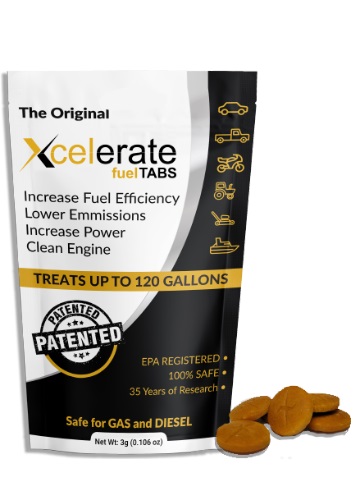 The Original
Xcelerate
fuelTABS
Increase Fuel Efficiency
Lower Emmissions
Increase Power
Clean Engine
TREATS UP TO 120 GALLONS
PATENTED
PATENTED
PATENTED
EPA REGISTERED •
100% SAFE •
35 Years of Research •
Safe for GAS and DIESEL
Net Wt: 3g (0.106 oz)